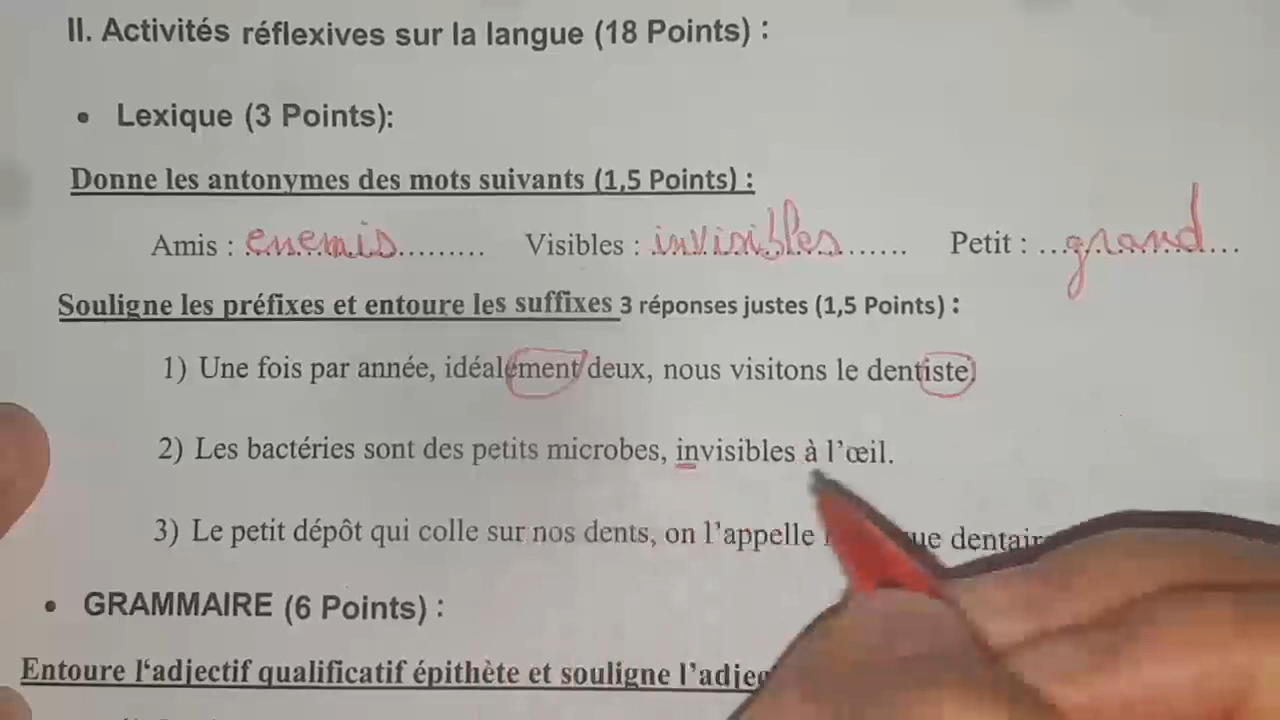 II. Activités réflexives sur la langue (18 Points) :
• Lexique (3 Points):
Donne les antonymes des mots suivants (1,5 Points) :
Amis : enemis......... Visibles : invisibles...... Petit : ...grand...
Souligne les préfixes et entoure les suffixes 3 réponses justes (1,5 Points) :
1) Une fois par année, idéalement deux, nous visitons le dentiste
2) Les bactéries sont des petits microbes, invisibles à l'œil.
3) Le petit dépôt qui colle sur nos dents, on l'appelle
• GRAMMAIRE (6 Points) :
Entoure l'adjectif qualificatif épithète et souligne